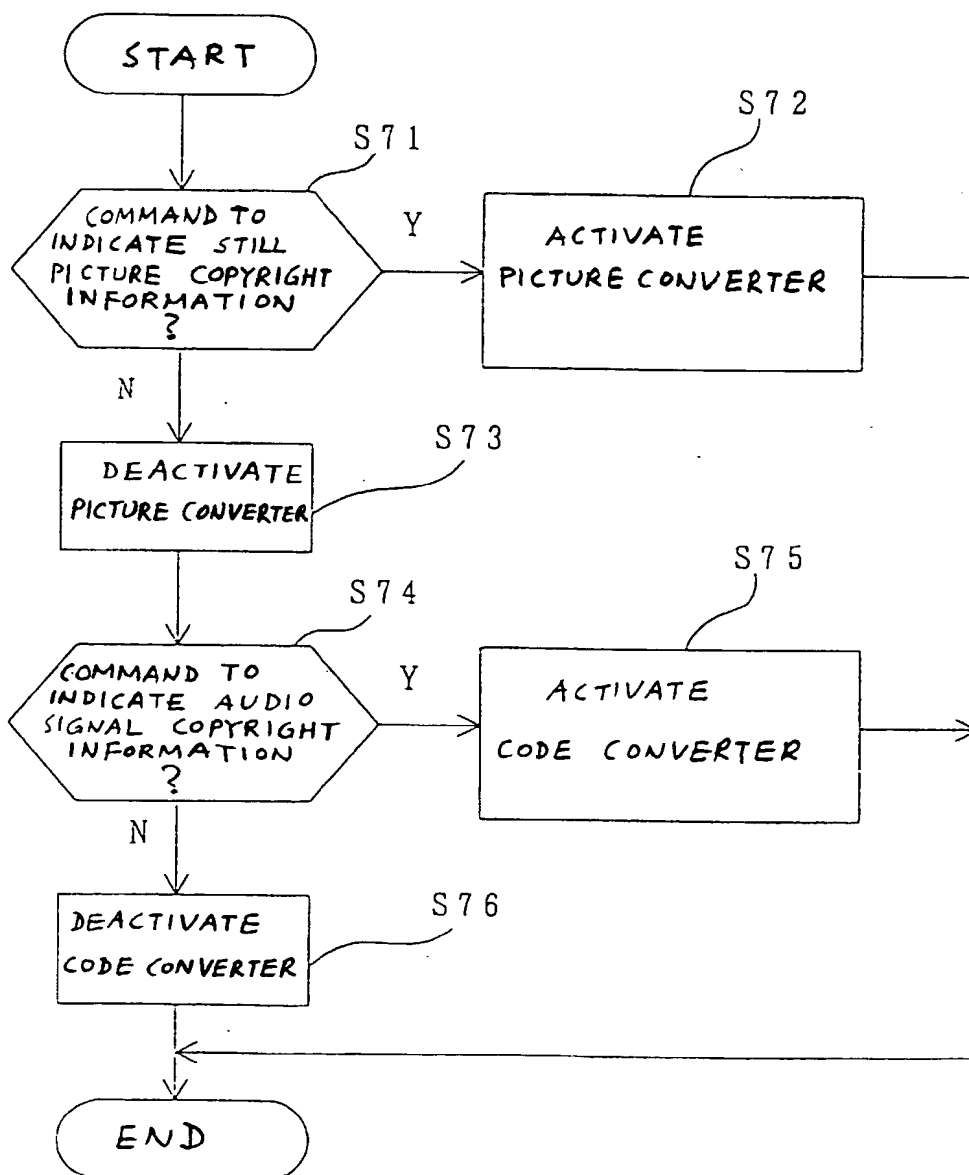 START
S71
COMMAND TO
INDICATE STILL
PICTURE COPYRIGHT
INFORMATION
?
Y
S72
ACTIVATE
PICTURE CONVERTER
N
S73
DEACTIVATE
PICTURE CONVERTER
S74
COMMAND TO
INDICATE AUDIO
SIGNAL COPYRIGHT
INFORMATION
?
Y
S75
ACTIVATE
CODE CONVERTER
N
S76
DEACTIVATE
CODE CONVERTER
END